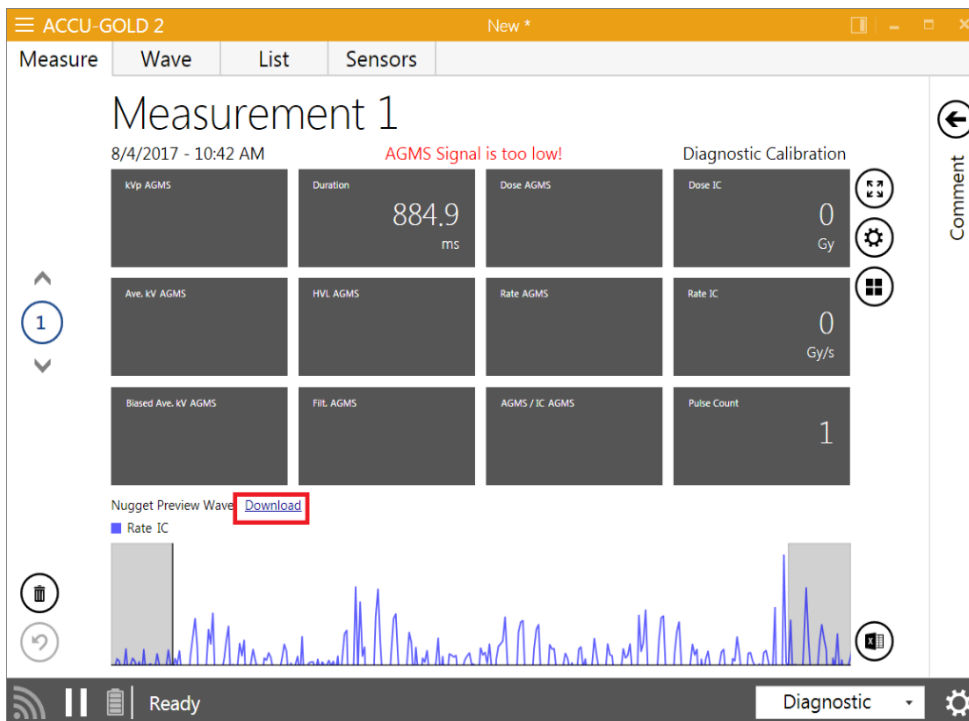 ACCU-GOLD 2
New *
Measure Wave List Sensors
Measurement 1
8/4/2017 - 10:42 AM AGMS Signal is too low! Diagnostic Calibration
Comment
kVp AGMS
Duration
884.9
ms
Dose AGMS
Dose IC
0
Gy
1
Ave. kV AGMS
HVL AGMS
Rate AGMS
Rate IC
0
Gy/s
Biased Ave. kV AGMS
Filt. AGMS
AGMS / IC AGMS
Pulse Count
1
Nugget Preview Wave Download
Rate IC
Ready
Diagnostic